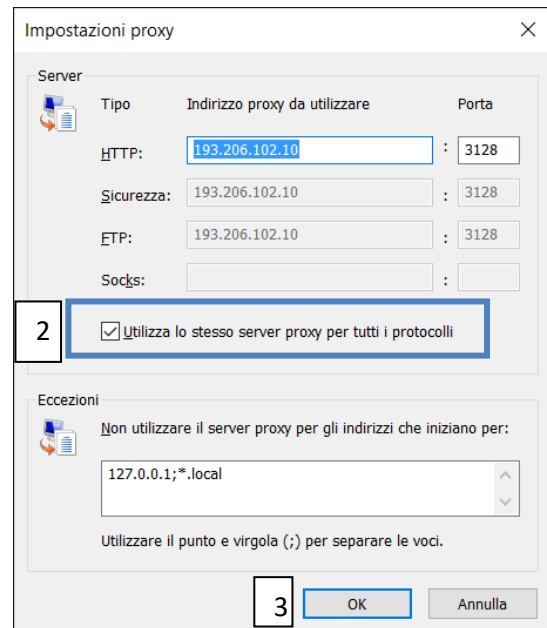 Impostazioni proxy
Server
Tipo Indirizzo proxy da utilizzare Porta
HTTP: 193.206.102.10 : 3128
Sicurezza: 193.206.102.10 : 3128
FTP: 193.206.102.10 : 3128
Socks: :
2 Utilizza lo stesso server proxy per tutti i protocolli
Eccezioni
Non utilizzare il server proxy per gli indirizzi che iniziano per:
127.0.0.1;*.local
Utilizzare il punto e virgola (;) per separare le voci.
3 OK Annulla